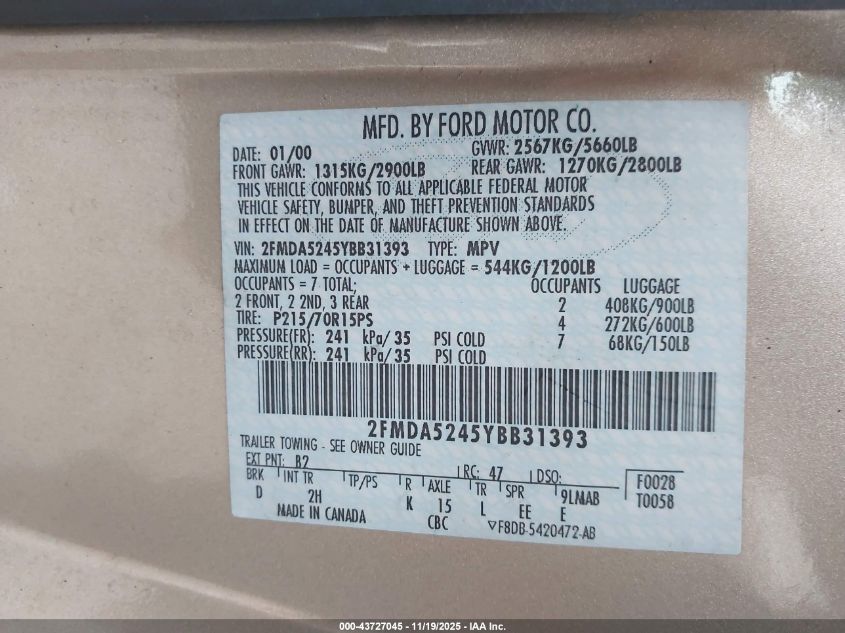 MFD. BY FORD MOTOR CO.
DATE: 01/00 GVWR: 2567KG/5660LB
FRONT GAWR: 1315KG/2900LB REAR GAWR: 1270KG/2800LB
THIS VEHICLE CONFORMS TO ALL APPLICABLE FEDERAL MOTOR
VEHICLE SAFETY, BUMPER, AND THEFT PREVENTION STANDARDS
IN EFFECT ON THE DATE OF MANUFACTURE SHOWN ABOVE.
VIN: 2FMDA5245YBB31393 TYPE: MPV
MAXIMUM LOAD = OCCUPANTS + LUGGAGE = 544KG/1200LB
OCCUPANTS = 7 TOTAL; OCCUPANTS LUGGAGE
2 FRONT, 2 2ND, 3 REAR 2 408KG/900LB
TIRE: P215/70R15PS 4 272KG/600LB
PRESSURE(FR): 241 kPa/ 35 PSI COLD 7 68KG/150LB
PRESSURE(RR): 241 kPa/ 35 PSI COLD
2FMDA5245YBB31393
TRAILER TOWING - SEE OWNER GUIDE
EXT PNT: B2 RC: 47 DSO: F0028
BRK INT TR TP/PS R AXLE TR SPR 9LMAB T0058
D 2H K 15 L EE E
MADE IN CANADA CBC ▽F8DB-5420472-AB
000-43727045 - 11/19/2025 - IAA Inc.